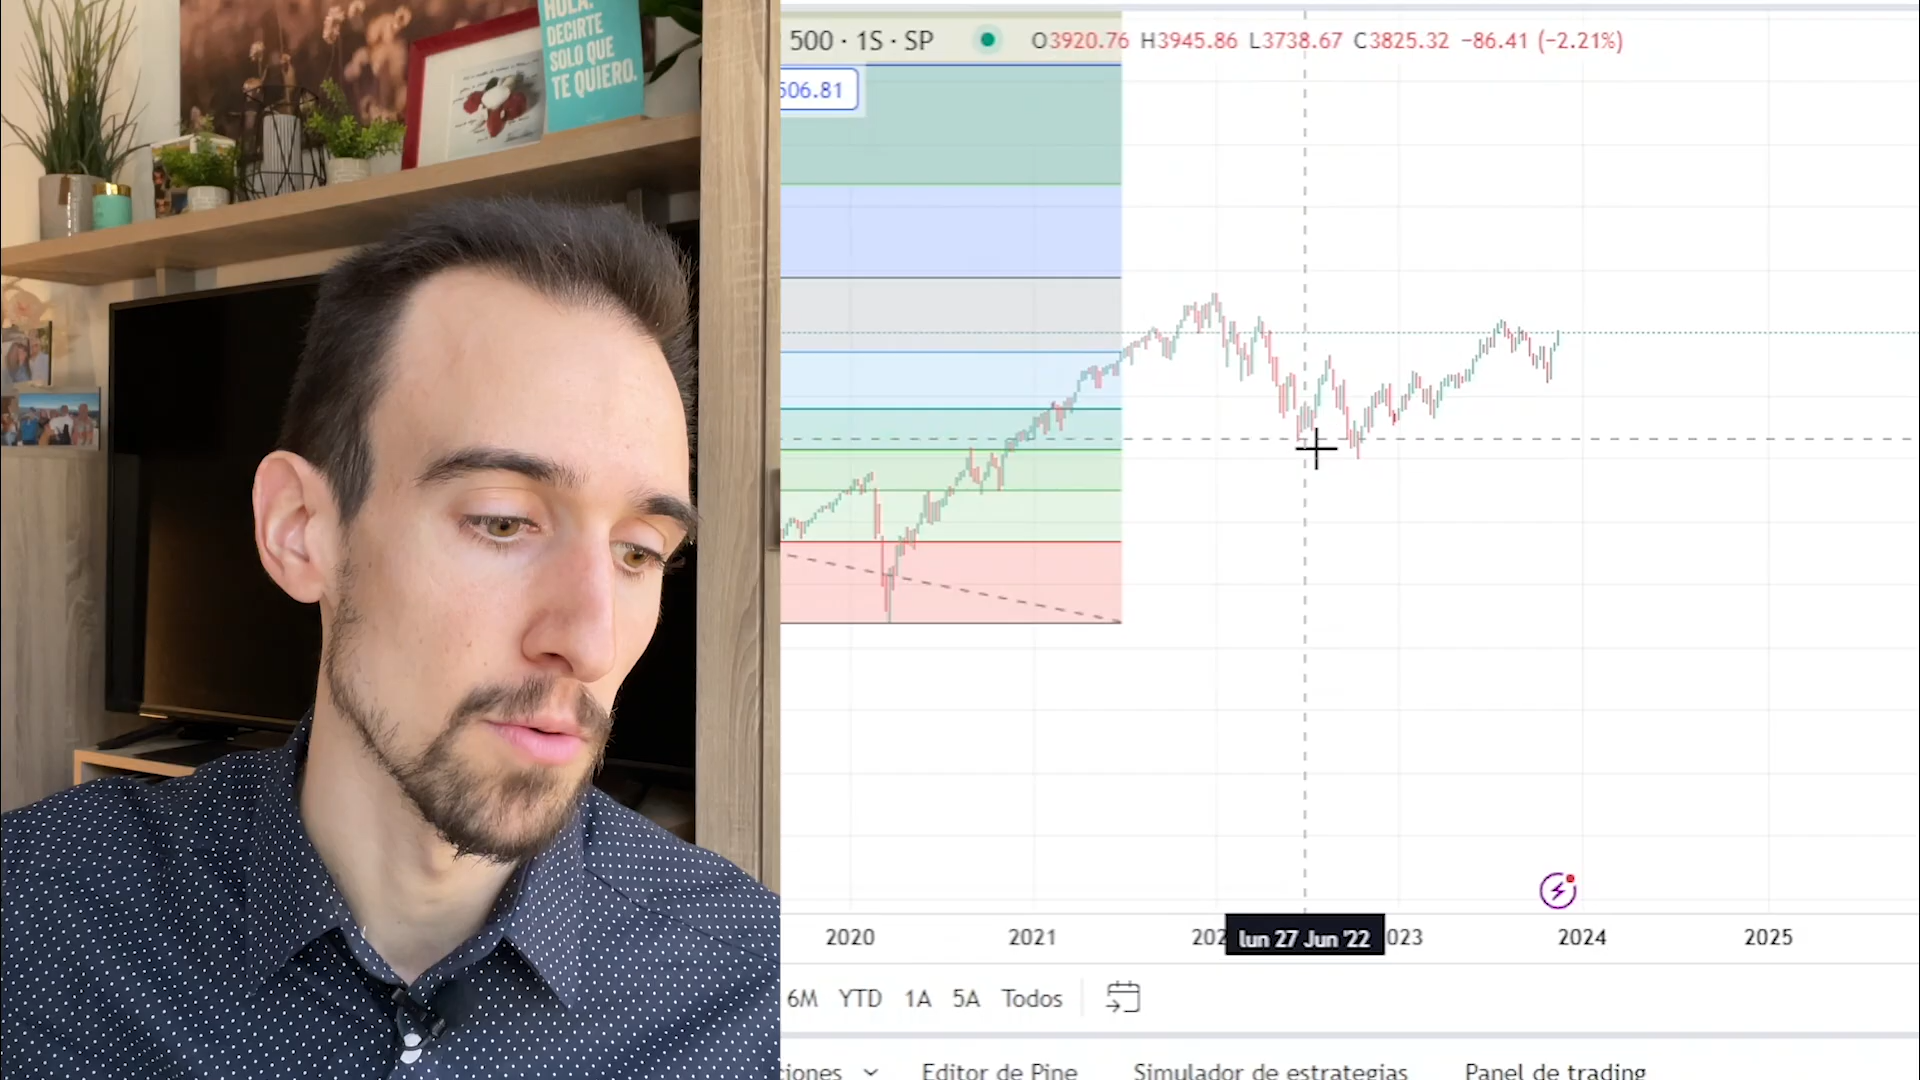 HOLA.
DECIRTE
SOLO QUE
TE QUIERO.
500 · 1S · SP
O3920.76 H3945.86 L3738.67 C3825.32 −86.41 (−2.21%)
506.81
2020 2021 202 lun 27 Jun '22 023 2024 2025
6M YTD 1A 5A Todos
ciones Editor de Pine Simulador de estrategias Panel de trading